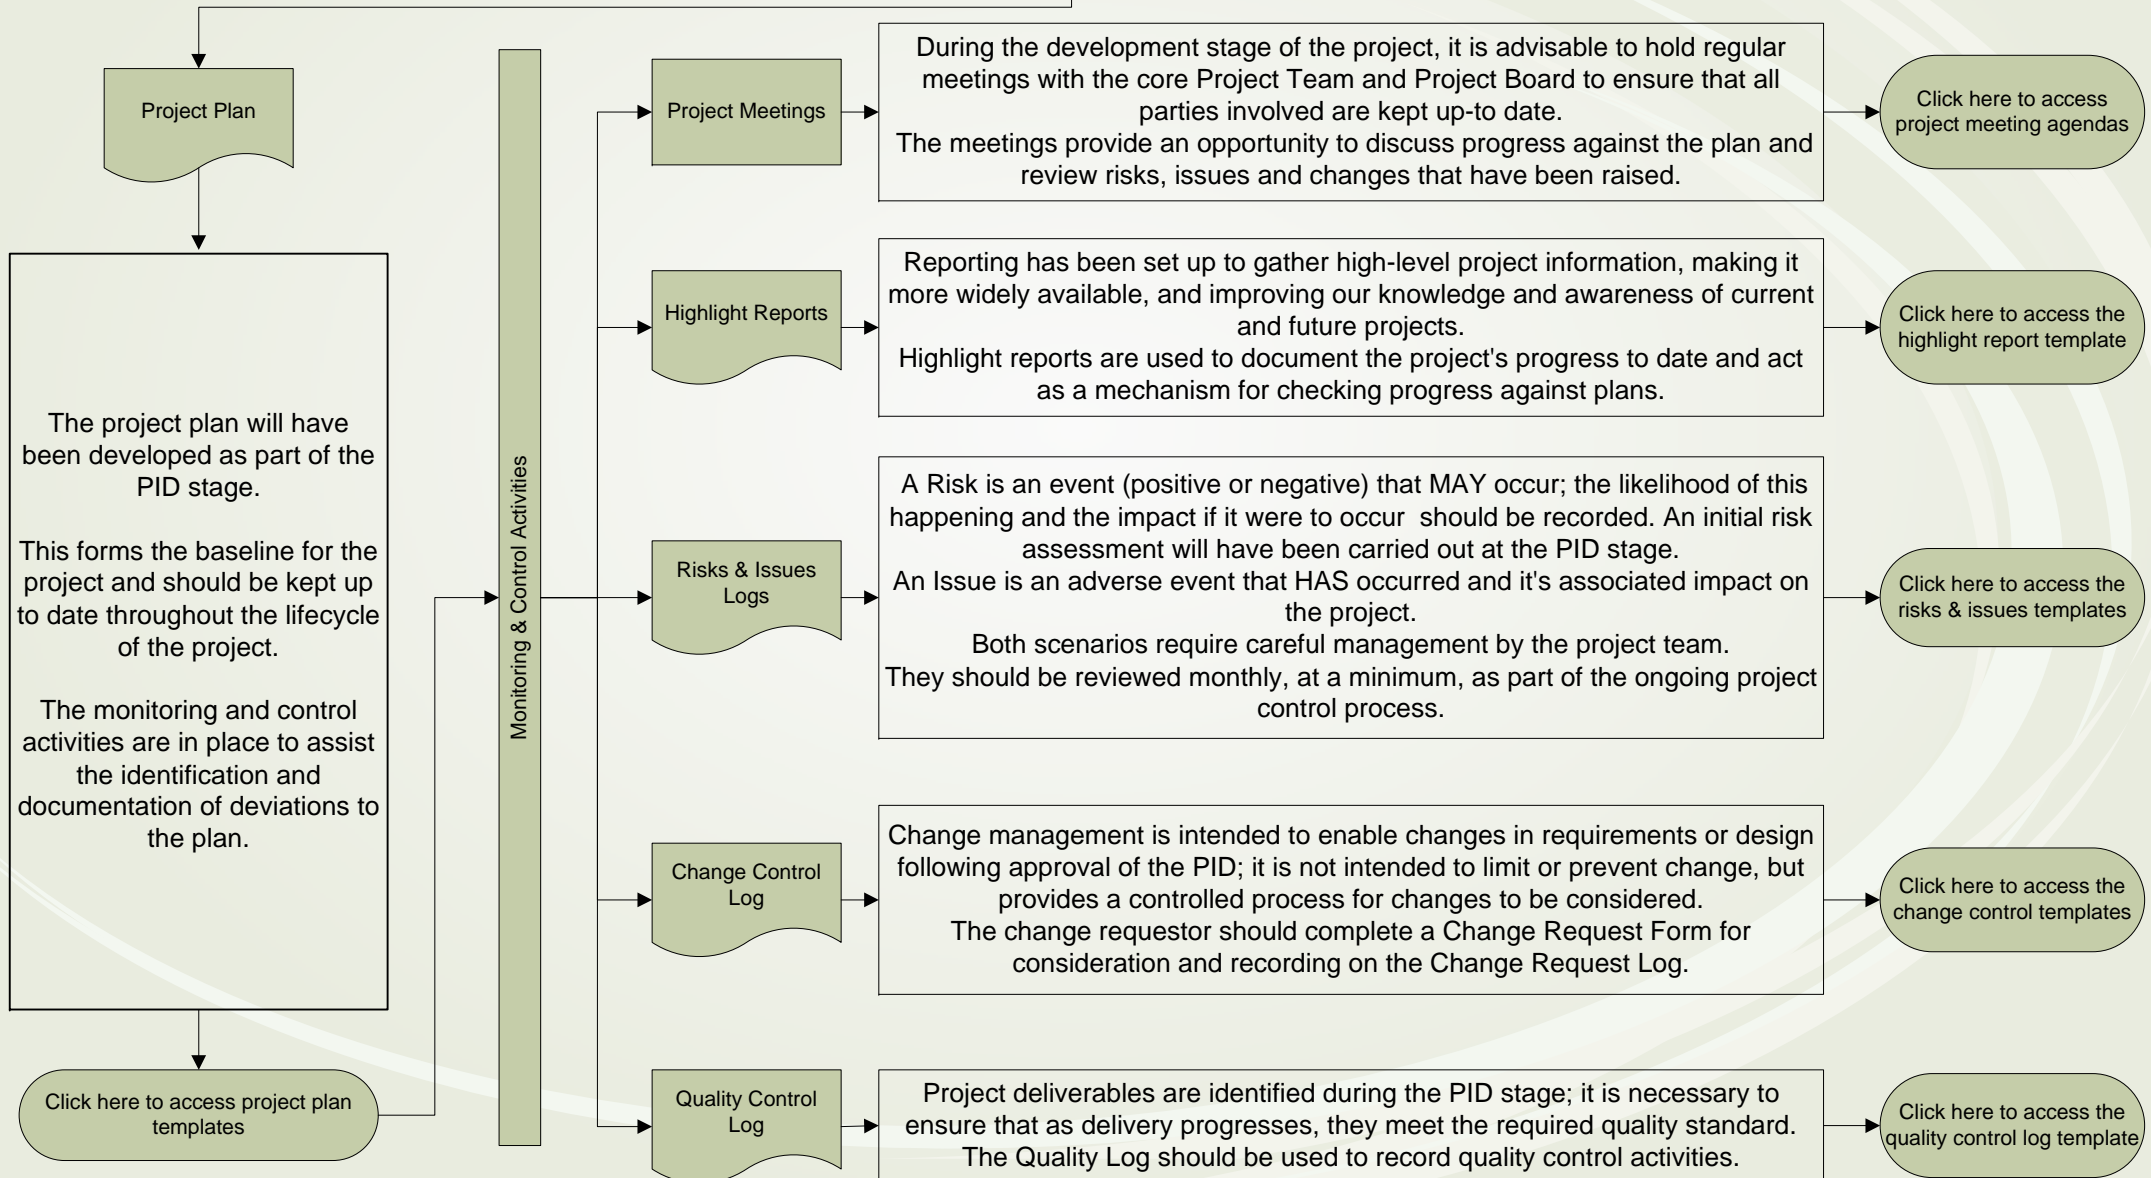 Project Plan
The project plan will have
been developed as part of the
PID stage.
This forms the baseline for the
project and should be kept up
to date throughout the lifecycle
of the project.
The monitoring and control
activities are in place to assist
the identification and
documentation of deviations to
the plan.
Click here to access project plan
templates
Monitoring & Control Activities
Project Meetings
During the development stage of the project, it is advisable to hold regular
meetings with the core Project Team and Project Board to ensure that all
parties involved are kept up-to date.
The meetings provide an opportunity to discuss progress against the plan and
review risks, issues and changes that have been raised.
Click here to access
project meeting agendas
Highlight Reports
Reporting has been set up to gather high-level project information, making it
more widely available, and improving our knowledge and awareness of current
and future projects.
Highlight reports are used to document the project's progress to date and act
as a mechanism for checking progress against plans.
Click here to access the
highlight report template
Risks & Issues
Logs
A Risk is an event (positive or negative) that MAY occur; the likelihood of this
happening and the impact if it were to occur  should be recorded. An initial risk
assessment will have been carried out at the PID stage.
An Issue is an adverse event that HAS occurred and it's associated impact on
the project.
Both scenarios require careful management by the project team.
They should be reviewed monthly, at a minimum, as part of the ongoing project
control process.
Click here to access the
risks & issues templates
Change Control
Log
Change management is intended to enable changes in requirements or design
following approval of the PID; it is not intended to limit or prevent change, but
provides a controlled process for changes to be considered.
The change requestor should complete a Change Request Form for
consideration and recording on the Change Request Log.
Click here to access the
change control templates
Quality Control
Log
Project deliverables are identified during the PID stage; it is necessary to
ensure that as delivery progresses, they meet the required quality standard.
The Quality Log should be used to record quality control activities.
Click here to access the
quality control log template